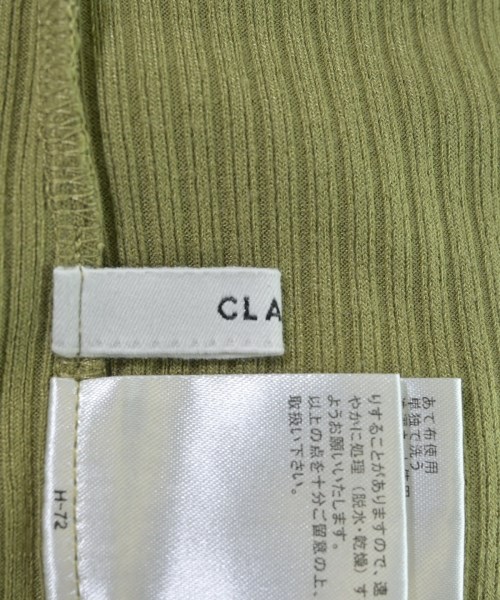 CLA
あて布使用
単独で洗う
りすることがありますので、速
やかに処理（脱水・乾燥）す
ようお願いいたします。
以上の点を十分ご留意の上、
取扱い下さい。
H-72